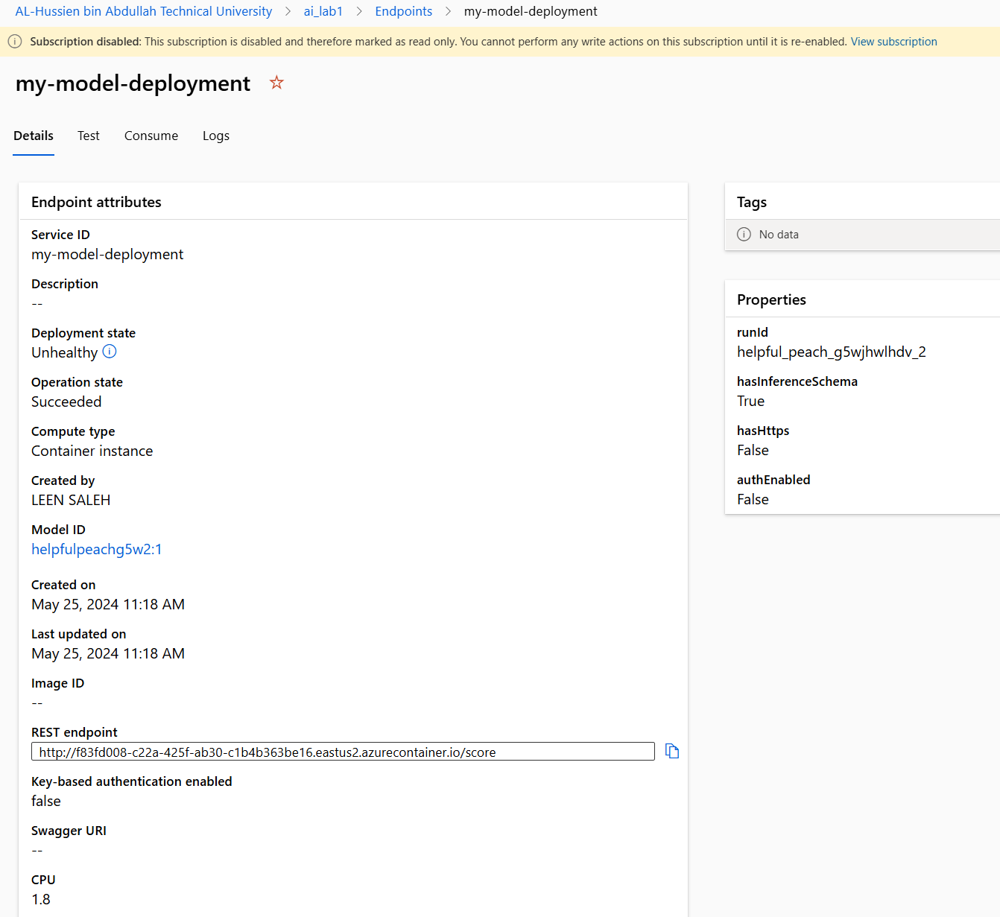 AL-Hussien bin Abdullah Technical University > ai_lab1 > Endpoints > my-model-deployment
Subscription disabled: This subscription is disabled and therefore marked as read only. You cannot perform any write actions on this subscription until it is re-enabled. View subscription
my-model-deployment
Details Test Consume Logs
Endpoint attributes
Service ID
my-model-deployment
Description
--
Deployment state
Unhealthy
Operation state
Succeeded
Compute type
Container instance
Created by
LEEN SALEH
Model ID
helpfulpeachg5w2:1
Created on
May 25, 2024 11:18 AM
Last updated on
May 25, 2024 11:18 AM
Image ID
--
REST endpoint
http://f83fd008-c22a-425f-ab30-c1b4b363be16.eastus2.azurecontainer.io/score
Key-based authentication enabled
false
Swagger URI
--
CPU
1.8
Tags
No data
Properties
runId
helpful_peach_g5wjhwlhdv_2
hasInferenceSchema
True
hasHttps
False
authEnabled
False